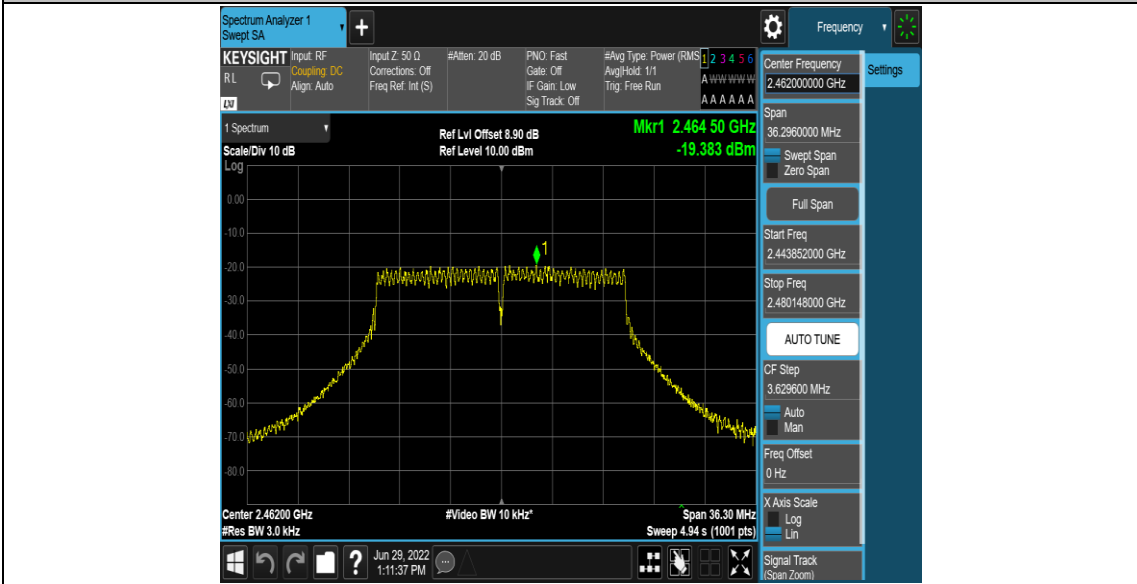 Spectrum Analyzer 1
Swept SA
Frequency
KEYSIGHT
RL
LXI
Input: RF
Coupling: DC
Align: Auto
Input Z: 50 Ω
Corrections: Off
Freq Ref: Int (S)
#Atten: 20 dB
PNO: Fast
Gate: Off
IF Gain: Low
Sig Track: Off
#Avg Type: Power (RMS
Avg|Hold: 1/1
Trig: Free Run
1 2 3 4 5 6
A W W W W W
A A A A A A
Center Frequency
2.462000000 GHz
Settings
Span
36.2960000 MHz
Swept Span
Zero Span
Full Span
Start Freq
2.443852000 GHz
Stop Freq
2.480148000 GHz
AUTO TUNE
CF Step
3.629600 MHz
Auto
Man
Freq Offset
0 Hz
X Axis Scale
Log
Lin
Signal Track
(Span Zoom)
1 Spectrum
Scale/Div 10 dB
Log
Ref Lvl Offset 8.90 dB
Ref Level 10.00 dBm
Mkr1 2.464 50 GHz
-19.383 dBm
1
0.00
-10.0
-20.0
-30.0
-40.0
-50.0
-60.0
-70.0
-80.0
Center 2.46200 GHz
#Res BW 3.0 kHz
#Video BW 10 kHz*
Span 36.30 MHz
Sweep 4.94 s (1001 pts)
?
Jun 29, 2022
1:11:37 PM